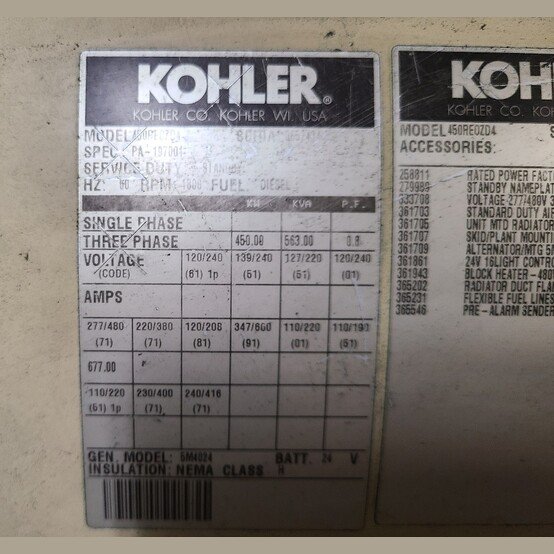 KOHLER®
KOHLER CO. KOHLER WI. USA
MODEL
SPEC PA-197001
SERVICE DUTY STANDBY
HZ 60 RPM 1800 FUEL DIESEL
KW KVA P.F.
SINGLE PHASE
THREE PHASE 450.00 563.00 0.8
VOLTAGE 120/240 139/240 127/220 120/240
(CODE) (61) 1p (51) (51) (01)
AMPS
277/480 220/380 120/208 347/600 110/220 110/190
(71) (71) (81) (91) (01) (51)
677.00
110/220 230/400 240/416
(61) 1p (71) (71)
GEN. MODEL: 5M4024 BATT. 24 V
INSULATION: NEMA CLASS H
KOH
KOHLER CO. KO
MODEL 450REOZD4
ACCESSORIES:
258811 RATED POWER FACT
279989 STANDBY NAMEPLAT
333708 VOLTAGE-277/480V 3
361703 STANDARD DUTY A
361705 UNIT MTD RADIATOR
361707 SKID/PLANT MOUNTI
361709 ALTERNATOR/MTG
361861 24V 16LIGHT CONTRO
361943 BLOCK HEATER - 480
365202 RADIATOR DUCT FLA
365231 FLEXIBLE FUEL LINES
365546 PRE - ALARM SENDER